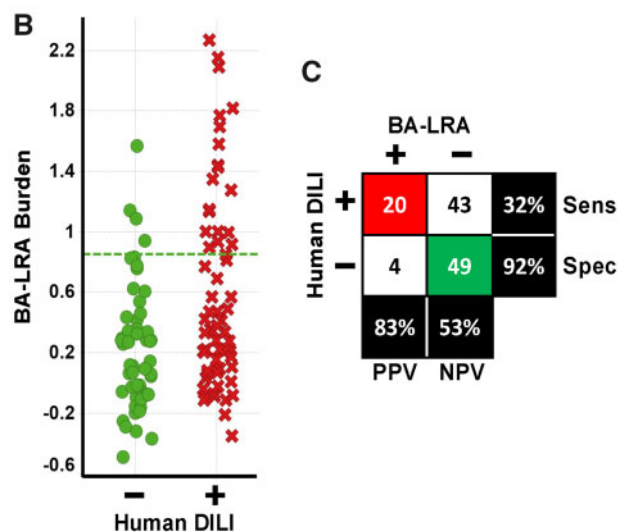 B
BA-LRA Burden
2.2
1.8
1.4
1
0.6
0.2
-0.2
-0.6
− +
Human DILI
C
BA-LRA
+ −
Human DILI
+ 20 43 32% Sens
− 4 49 92% Spec
83% 53%
PPV NPV